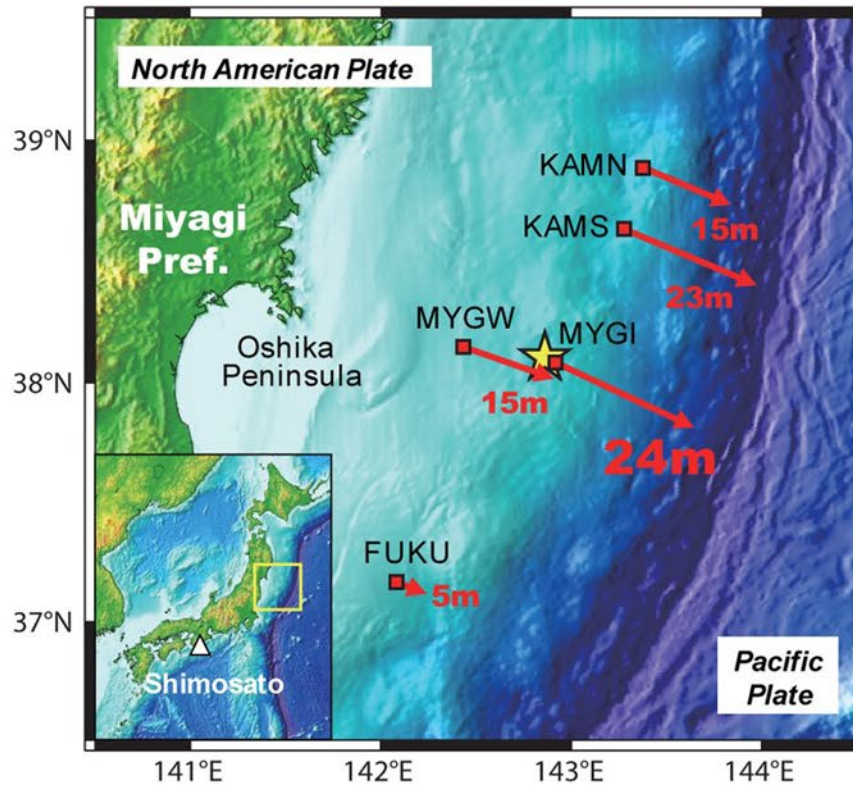 North American Plate
39°N
KAMN
15m
Miyagi
Pref.
KAMS
23m
MYGW
MYGI
Oshika
Peninsula
38°N
15m
24m
FUKU
5m
37°N
Shimosato
Pacific
Plate
141°E
142°E
143°E
144°E